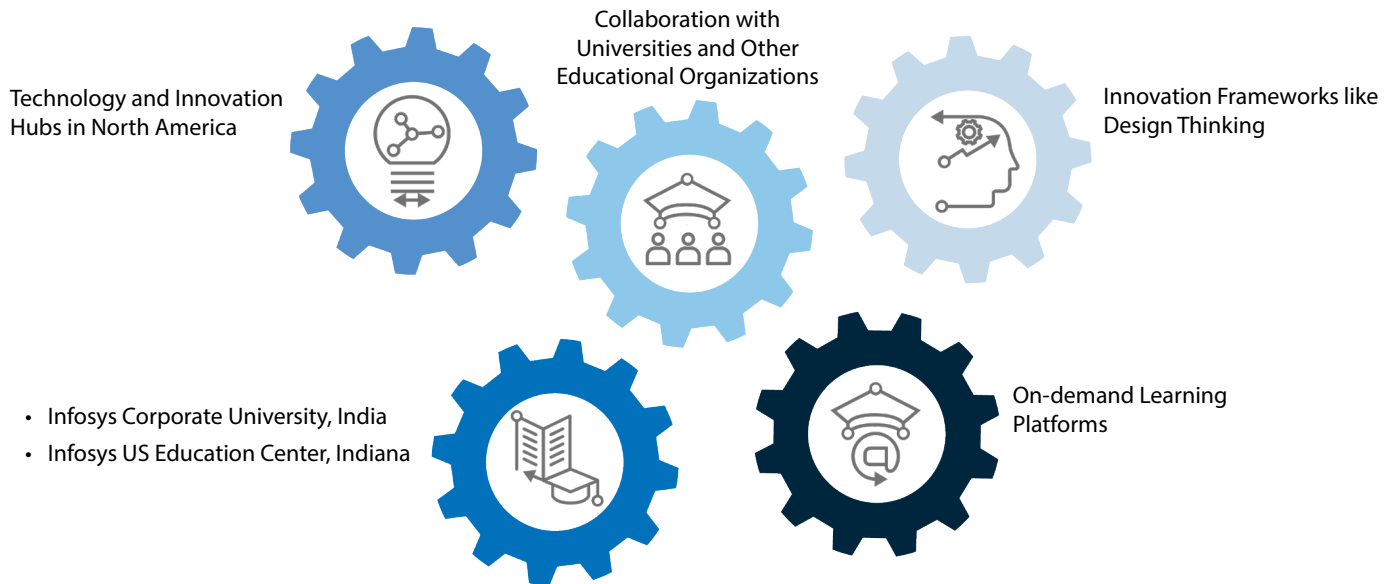 Collaboration with
Universities and Other
Educational Organizations
Technology and Innovation
Hubs in North America
Innovation Frameworks like
Design Thinking
• Infosys Corporate University, India
• Infosys US Education Center, Indiana
On-demand Learning
Platforms